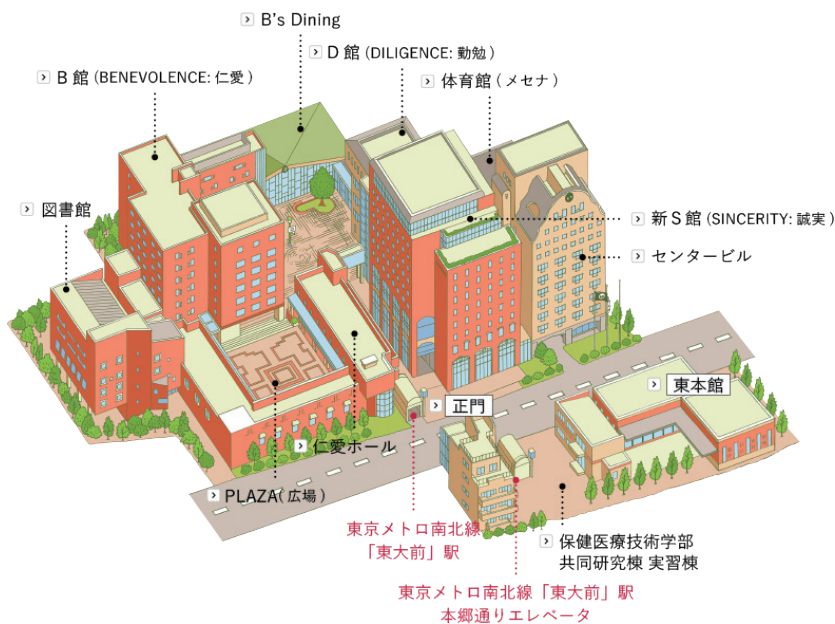 B's Dining
D 館 (DILIGENCE: 勤勉)
B 館 (BENEVOLENCE: 仁愛)
体育館 ( メセナ )
図書館
新 S 館 (SINCERITY: 誠実)
センタービル
東本館
正門
仁愛ホール
PLAZA( 広場 )
東京メトロ南北線
「東大前」駅
保健医療技術学部
共同研究棟 実習棟
東京メトロ南北線「東大前」駅
本郷通りエレベータ